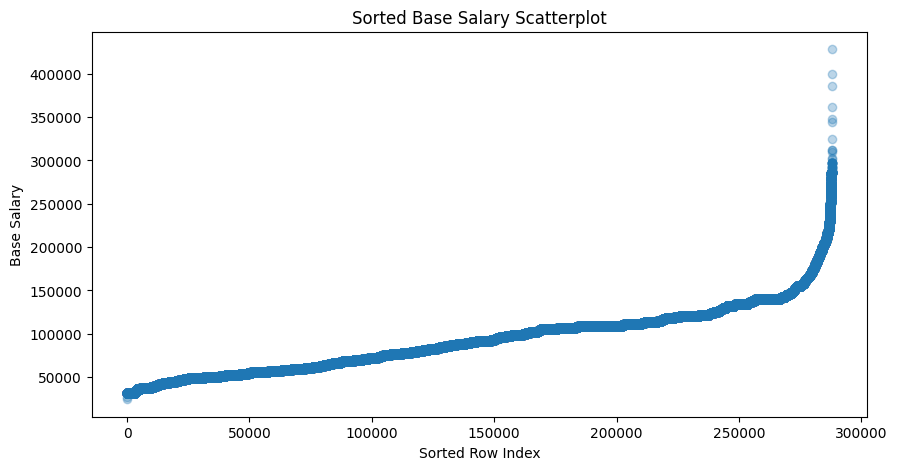 Sorted Base Salary Scatterplot
400000
350000
300000
250000
200000
150000
100000
50000
Base Salary
0 50000 100000 150000 200000 250000 300000
Sorted Row Index